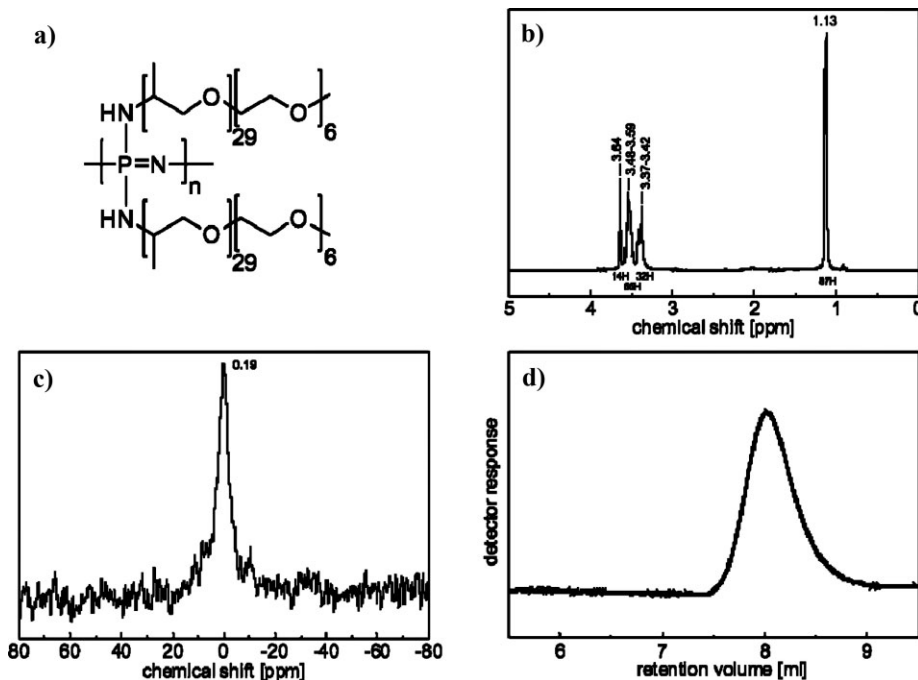 a)
HN
O
O
29
6
P=N
n
HN
O
O
29
6
b)
1.13
3.64
3.48-3.59
3.37-3.42
14H
32H
87H
5 4 3 2 1 0
chemical shift [ppm]
c)
0.19
80 60 40 20 0 -20 -40 -60 -80
chemical shift [ppm]
d)
detector response
6 7 8 9
retention volume [ml]